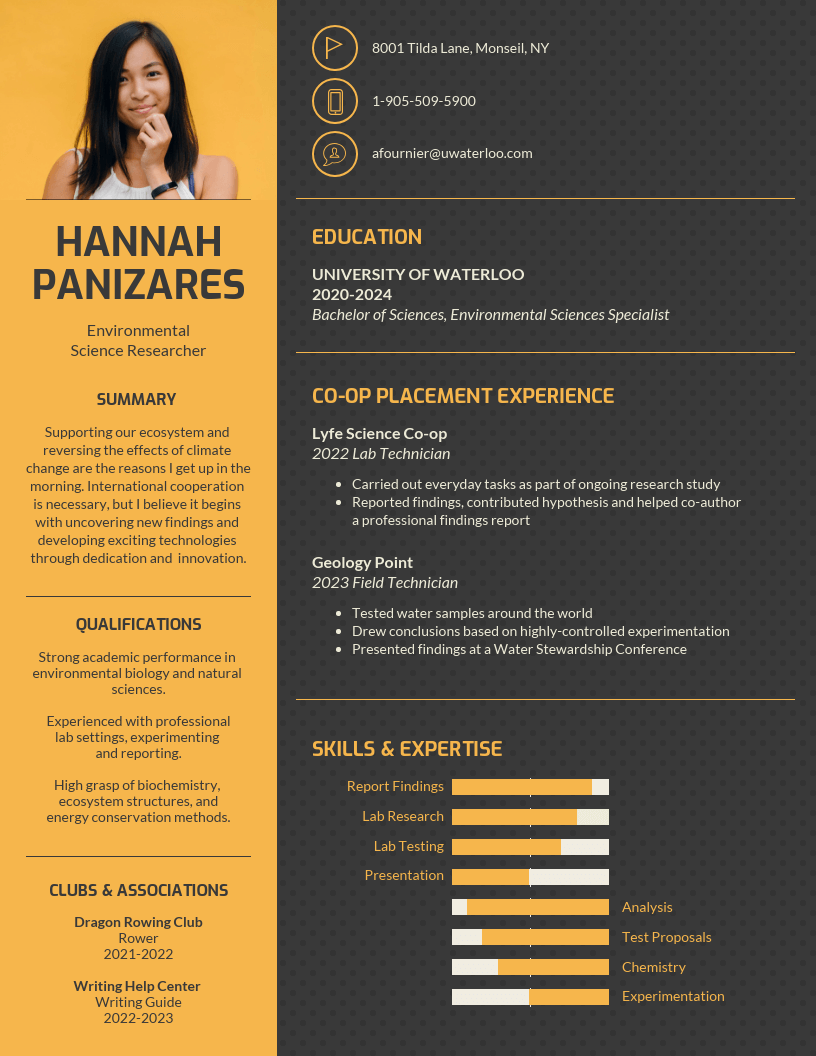 HANNAH
PANIZARES
Environmental
Science Researcher
SUMMARY
Supporting our ecosystem and
reversing the effects of climate
change are the reasons I get up in the
morning. International cooperation
is necessary, but I believe it begins
with uncovering new findings and
developing exciting technologies
through dedication and innovation.
QUALIFICATIONS
Strong academic performance in
environmental biology and natural
sciences.
Experienced with professional
lab settings, experimenting
and reporting.
High grasp of biochemistry,
ecosystem structures, and
energy conservation methods.
CLUBS & ASSOCIATIONS
Dragon Rowing Club
Rower
2021-2022
Writing Help Center
Writing Guide
2022-2023
8001 Tilda Lane, Monseil, NY
1-905-509-5900
afournier@uwaterloo.com
EDUCATION
UNIVERSITY OF WATERLOO
2020-2024
Bachelor of Sciences, Environmental Sciences Specialist
CO-OP PLACEMENT EXPERIENCE
Lyfe Science Co-op
2022 Lab Technician
• Carried out everyday tasks as part of ongoing research study
• Reported findings, contributed hypothesis and helped co-author
a professional findings report
Geology Point
2023 Field Technician
• Tested water samples around the world
• Drew conclusions based on highly-controlled experimentation
• Presented findings at a Water Stewardship Conference
SKILLS & EXPERTISE
Report Findings
Lab Research
Lab Testing
Presentation
Analysis
Test Proposals
Chemistry
Experimentation